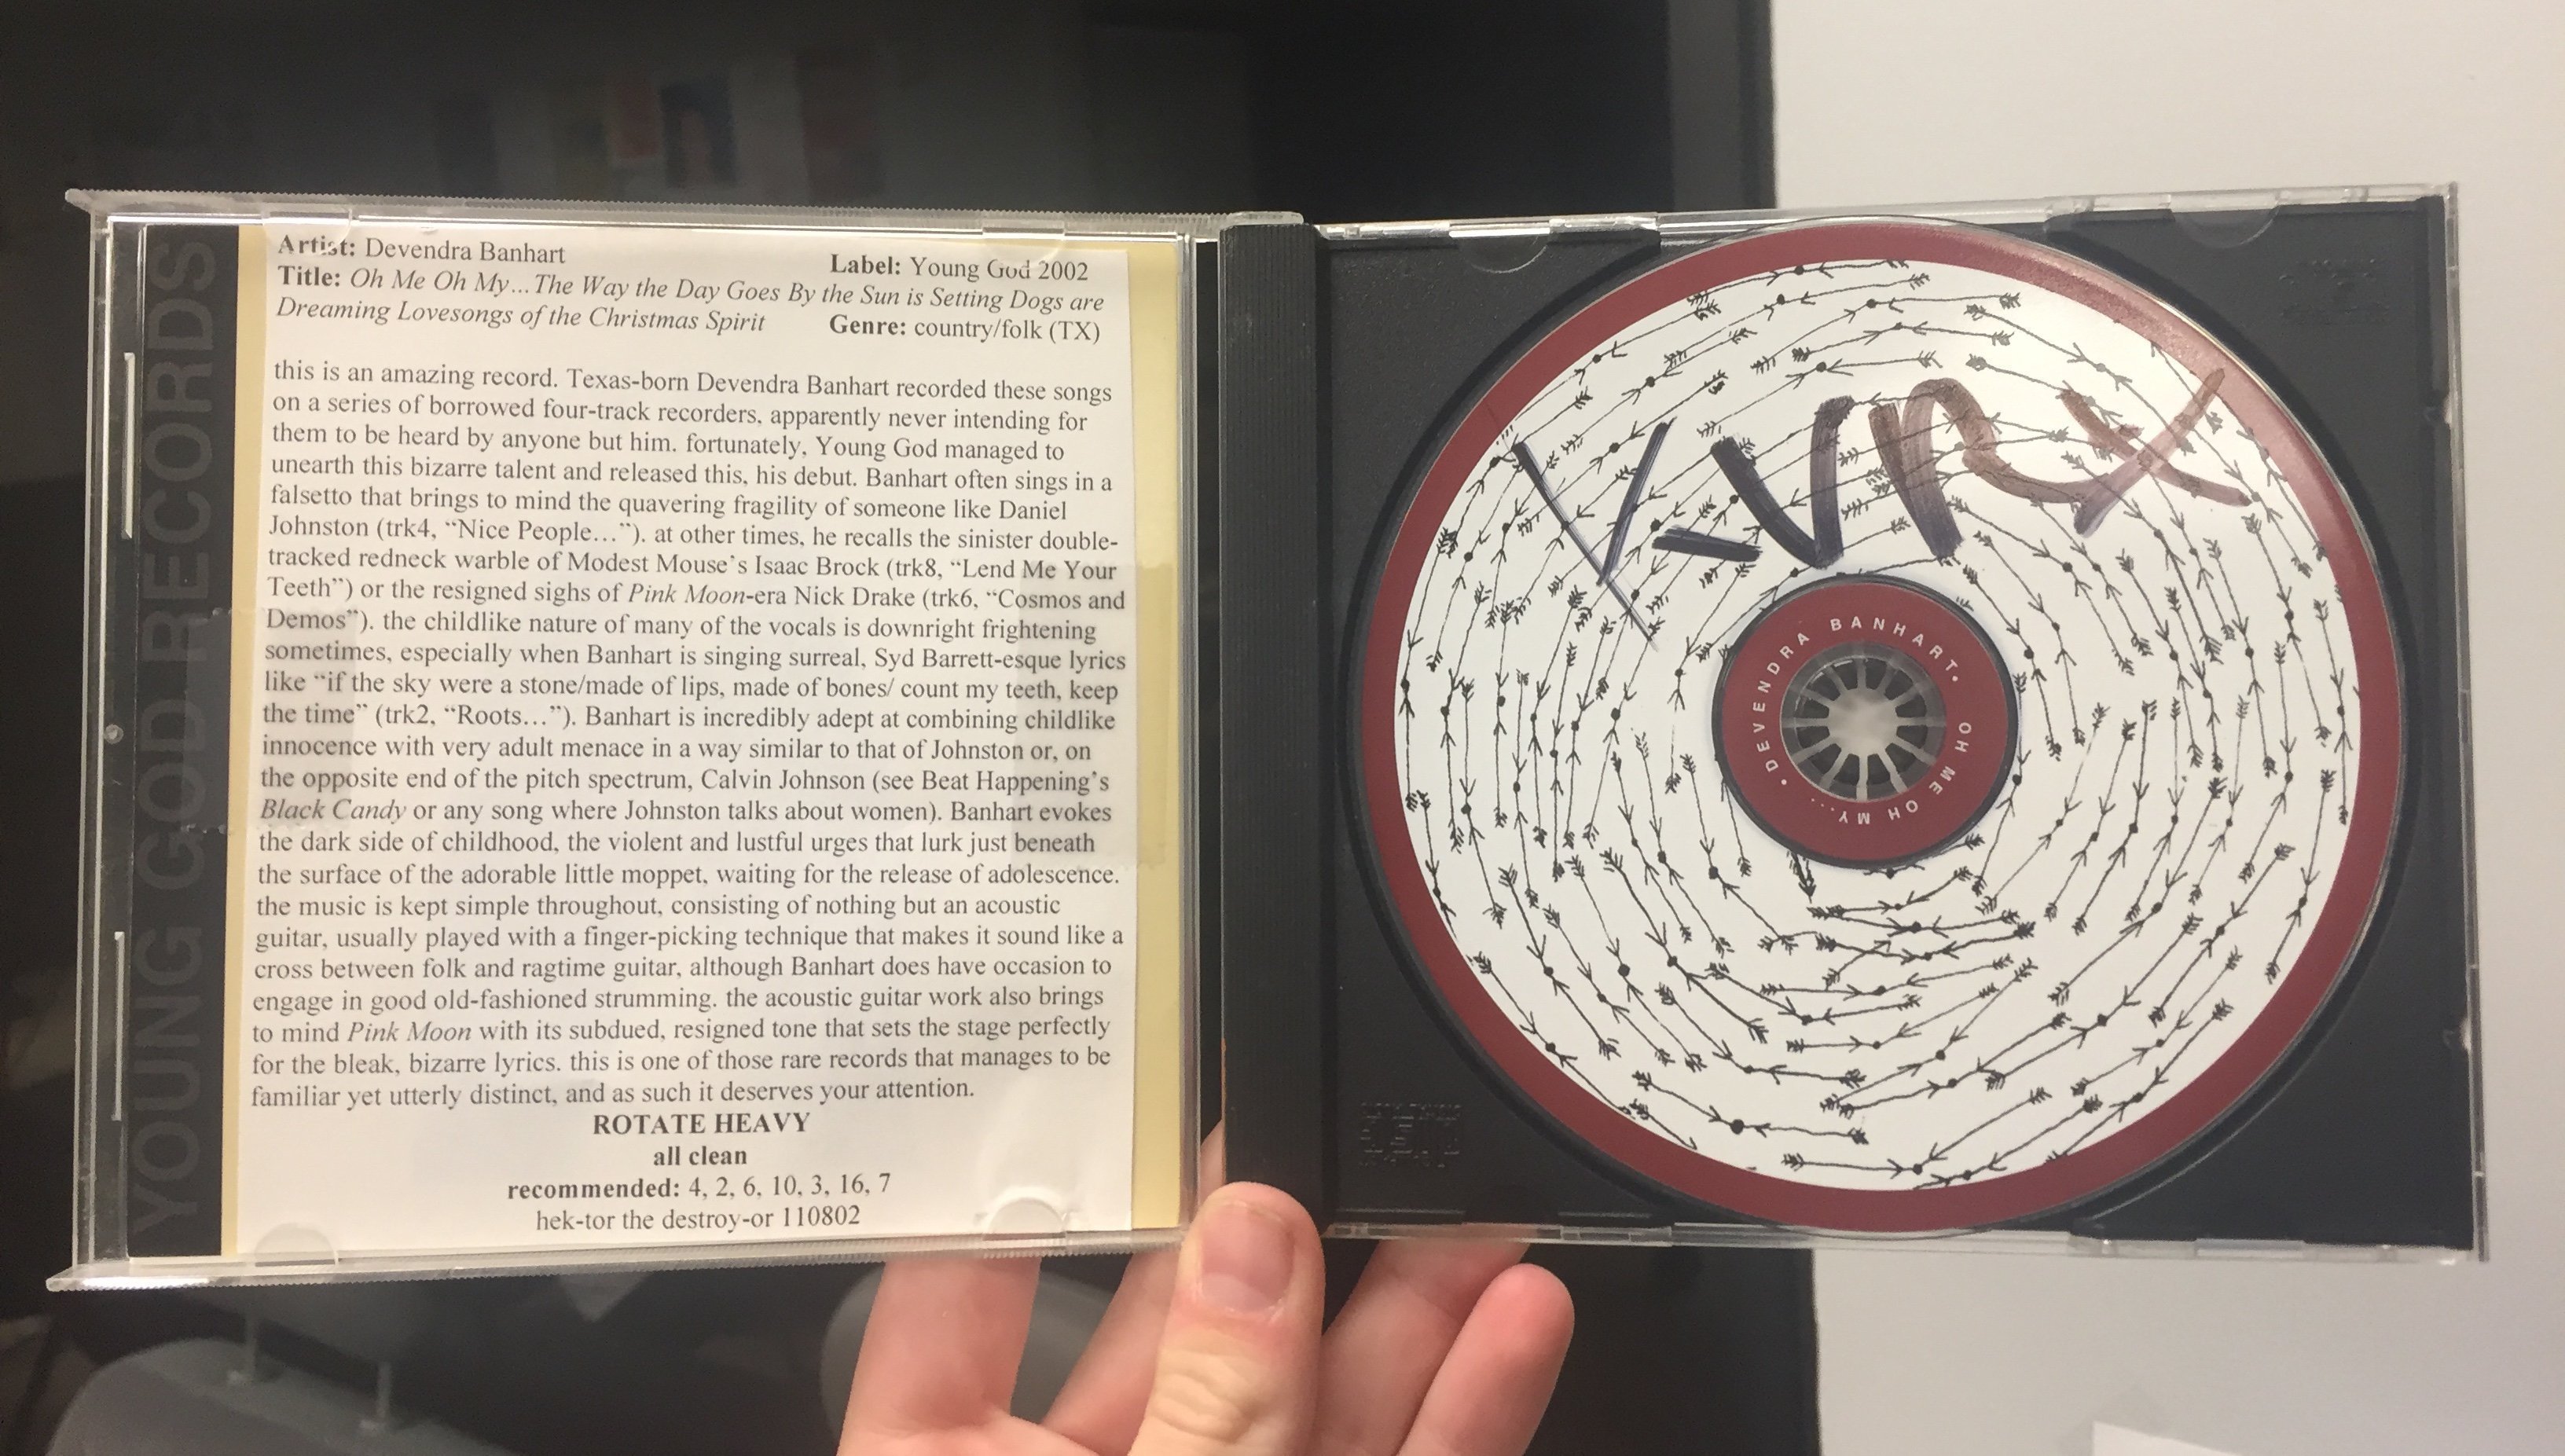 YOUNG GOD RECORDS
Artist: Devendra Banhart
Label: Young God 2002
Title: Oh Me Oh My…The Way the Day Goes By the Sun is Setting Dogs are
Dreaming Lovesongs of the Christmas Spirit
Genre: country/folk (TX)
this is an amazing record. Texas-born Devendra Banhart recorded these songs
on a series of borrowed four-track recorders, apparently never intending for
them to be heard by anyone but him. fortunately, Young God managed to
unearth this bizarre talent and released this, his debut. Banhart often sings in a
falsetto that brings to mind the quavering fragility of someone like Daniel
Johnston (trk4, “Nice People…”). at other times, he recalls the sinister double-
tracked redneck warble of Modest Mouse’s Isaac Brock (trk8, “Lend Me Your
Teeth”) or the resigned sighs of Pink Moon-era Nick Drake (trk6, “Cosmos and
Demos”). the childlike nature of many of the vocals is downright frightening
sometimes, especially when Banhart is singing surreal, Syd Barrett-esque lyrics
like “if the sky were a stone/made of lips, made of bones/ count my teeth, keep
the time” (trk2, “Roots…”). Banhart is incredibly adept at combining childlike
innocence with very adult menace in a way similar to that of Johnston or, on
the opposite end of the pitch spectrum, Calvin Johnson (see Beat Happening’s
Black Candy or any song where Johnston talks about women). Banhart evokes
the dark side of childhood, the violent and lustful urges that lurk just beneath
the surface of the adorable little moppet, waiting for the release of adolescence.
the music is kept simple throughout, consisting of nothing but an acoustic
guitar, usually played with a finger-picking technique that makes it sound like a
cross between folk and ragtime guitar, although Banhart does have occasion to
engage in good old-fashioned strumming. the acoustic guitar work also brings
to mind Pink Moon with its subdued, resigned tone that sets the stage perfectly
for the bleak, bizarre lyrics. this is one of those rare records that manages to be
familiar yet utterly distinct, and as such it deserves your attention.
ROTATE HEAVY
all clean
recommended: 4, 2, 6, 10, 3, 16, 7
hek-tor the destroy-or 110802
KVRX
• DEVENDRA BANHART •
OH ME OH MY...